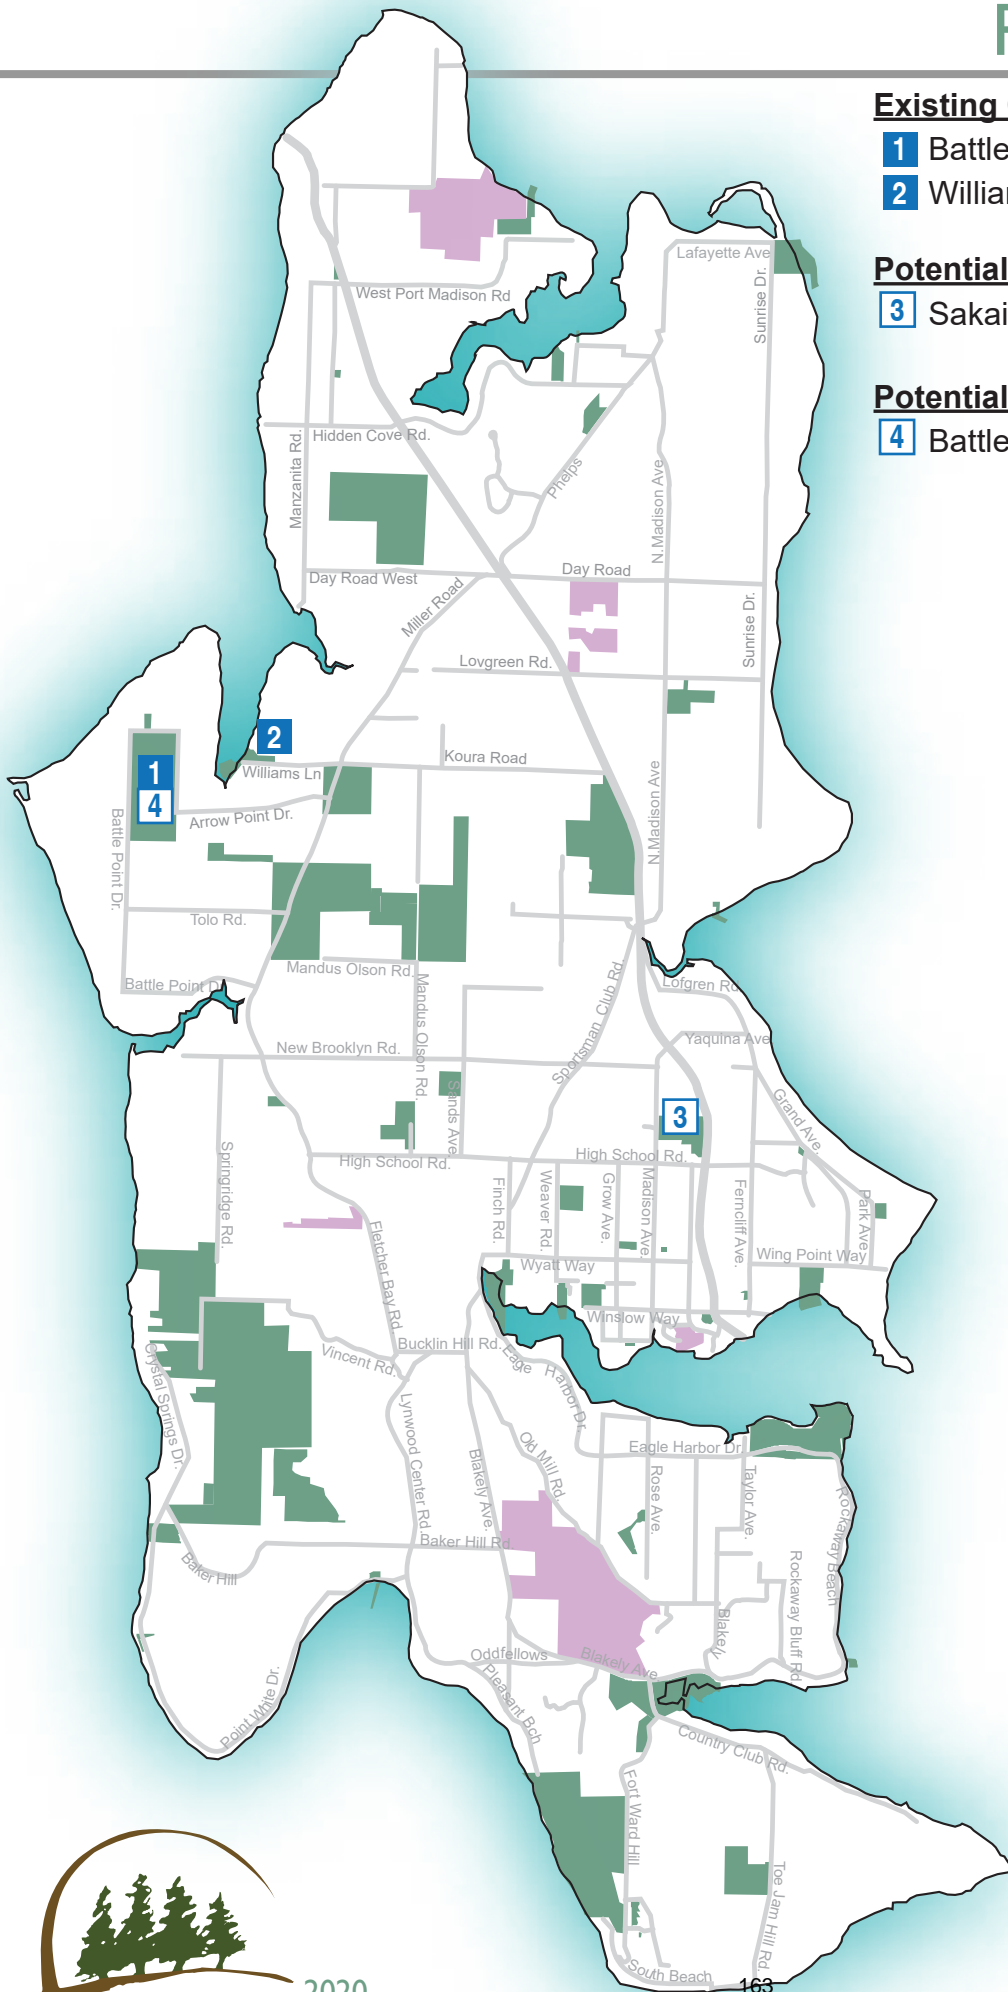 Existing
1 Battle
2 Willia
Potential
3 Sakai
Potential
4 Battle
Lafayette Ave
Sunrise Dr.
West Port Madison Rd
Hidden Cove Rd.
Manzanita Rd.
Phelps
N.Madison Ave
Day Road West
Day Road
Miller Road
Sunrise Dr.
Lovgreen Rd.
2
1
4
Koura Road
Williams Ln
Arrow Point Dr.
Battle Point Dr.
N.Madison Ave
Tolo Rd.
Mandus Olson Rd.
Battle Point D
Mandus Olson Rd.
Sportsman Club Rd.
Lofgren Rd
Yaquina Ave
New Brooklyn Rd.
Sands Ave
3
Grand Ave.
High School Rd.
High School Rd.
Springridge Rd.
Finch Rd.
Weaver Rd.
Grow Ave.
Madison Ave.
Ferncliff Ave.
Park Ave
Fletcher Bay Rd.
Wyatt Way
Wing Point Way
Winslow Way
Bucklin Hill Rd.
Vincent Rd.
Eage Harbor Dr.
Crystal Springs Dr.
Lynwood Center Rd.
Blakely Ave.
Old Mill Rd
Eagle Harbor Dr.
Rose Ave.
Taylor Ave.
Rockaway Beach
Baker Hill Rd.
Baker Hill
Rockaway Bluff Rd
Blakely
Oddfellows
Blakely Ave
Pleasant Bch
Point White Dr.
Country Club Rd.
Fort Ward Hill
Toe Jam Hill Rd.
South Beach
163
2020